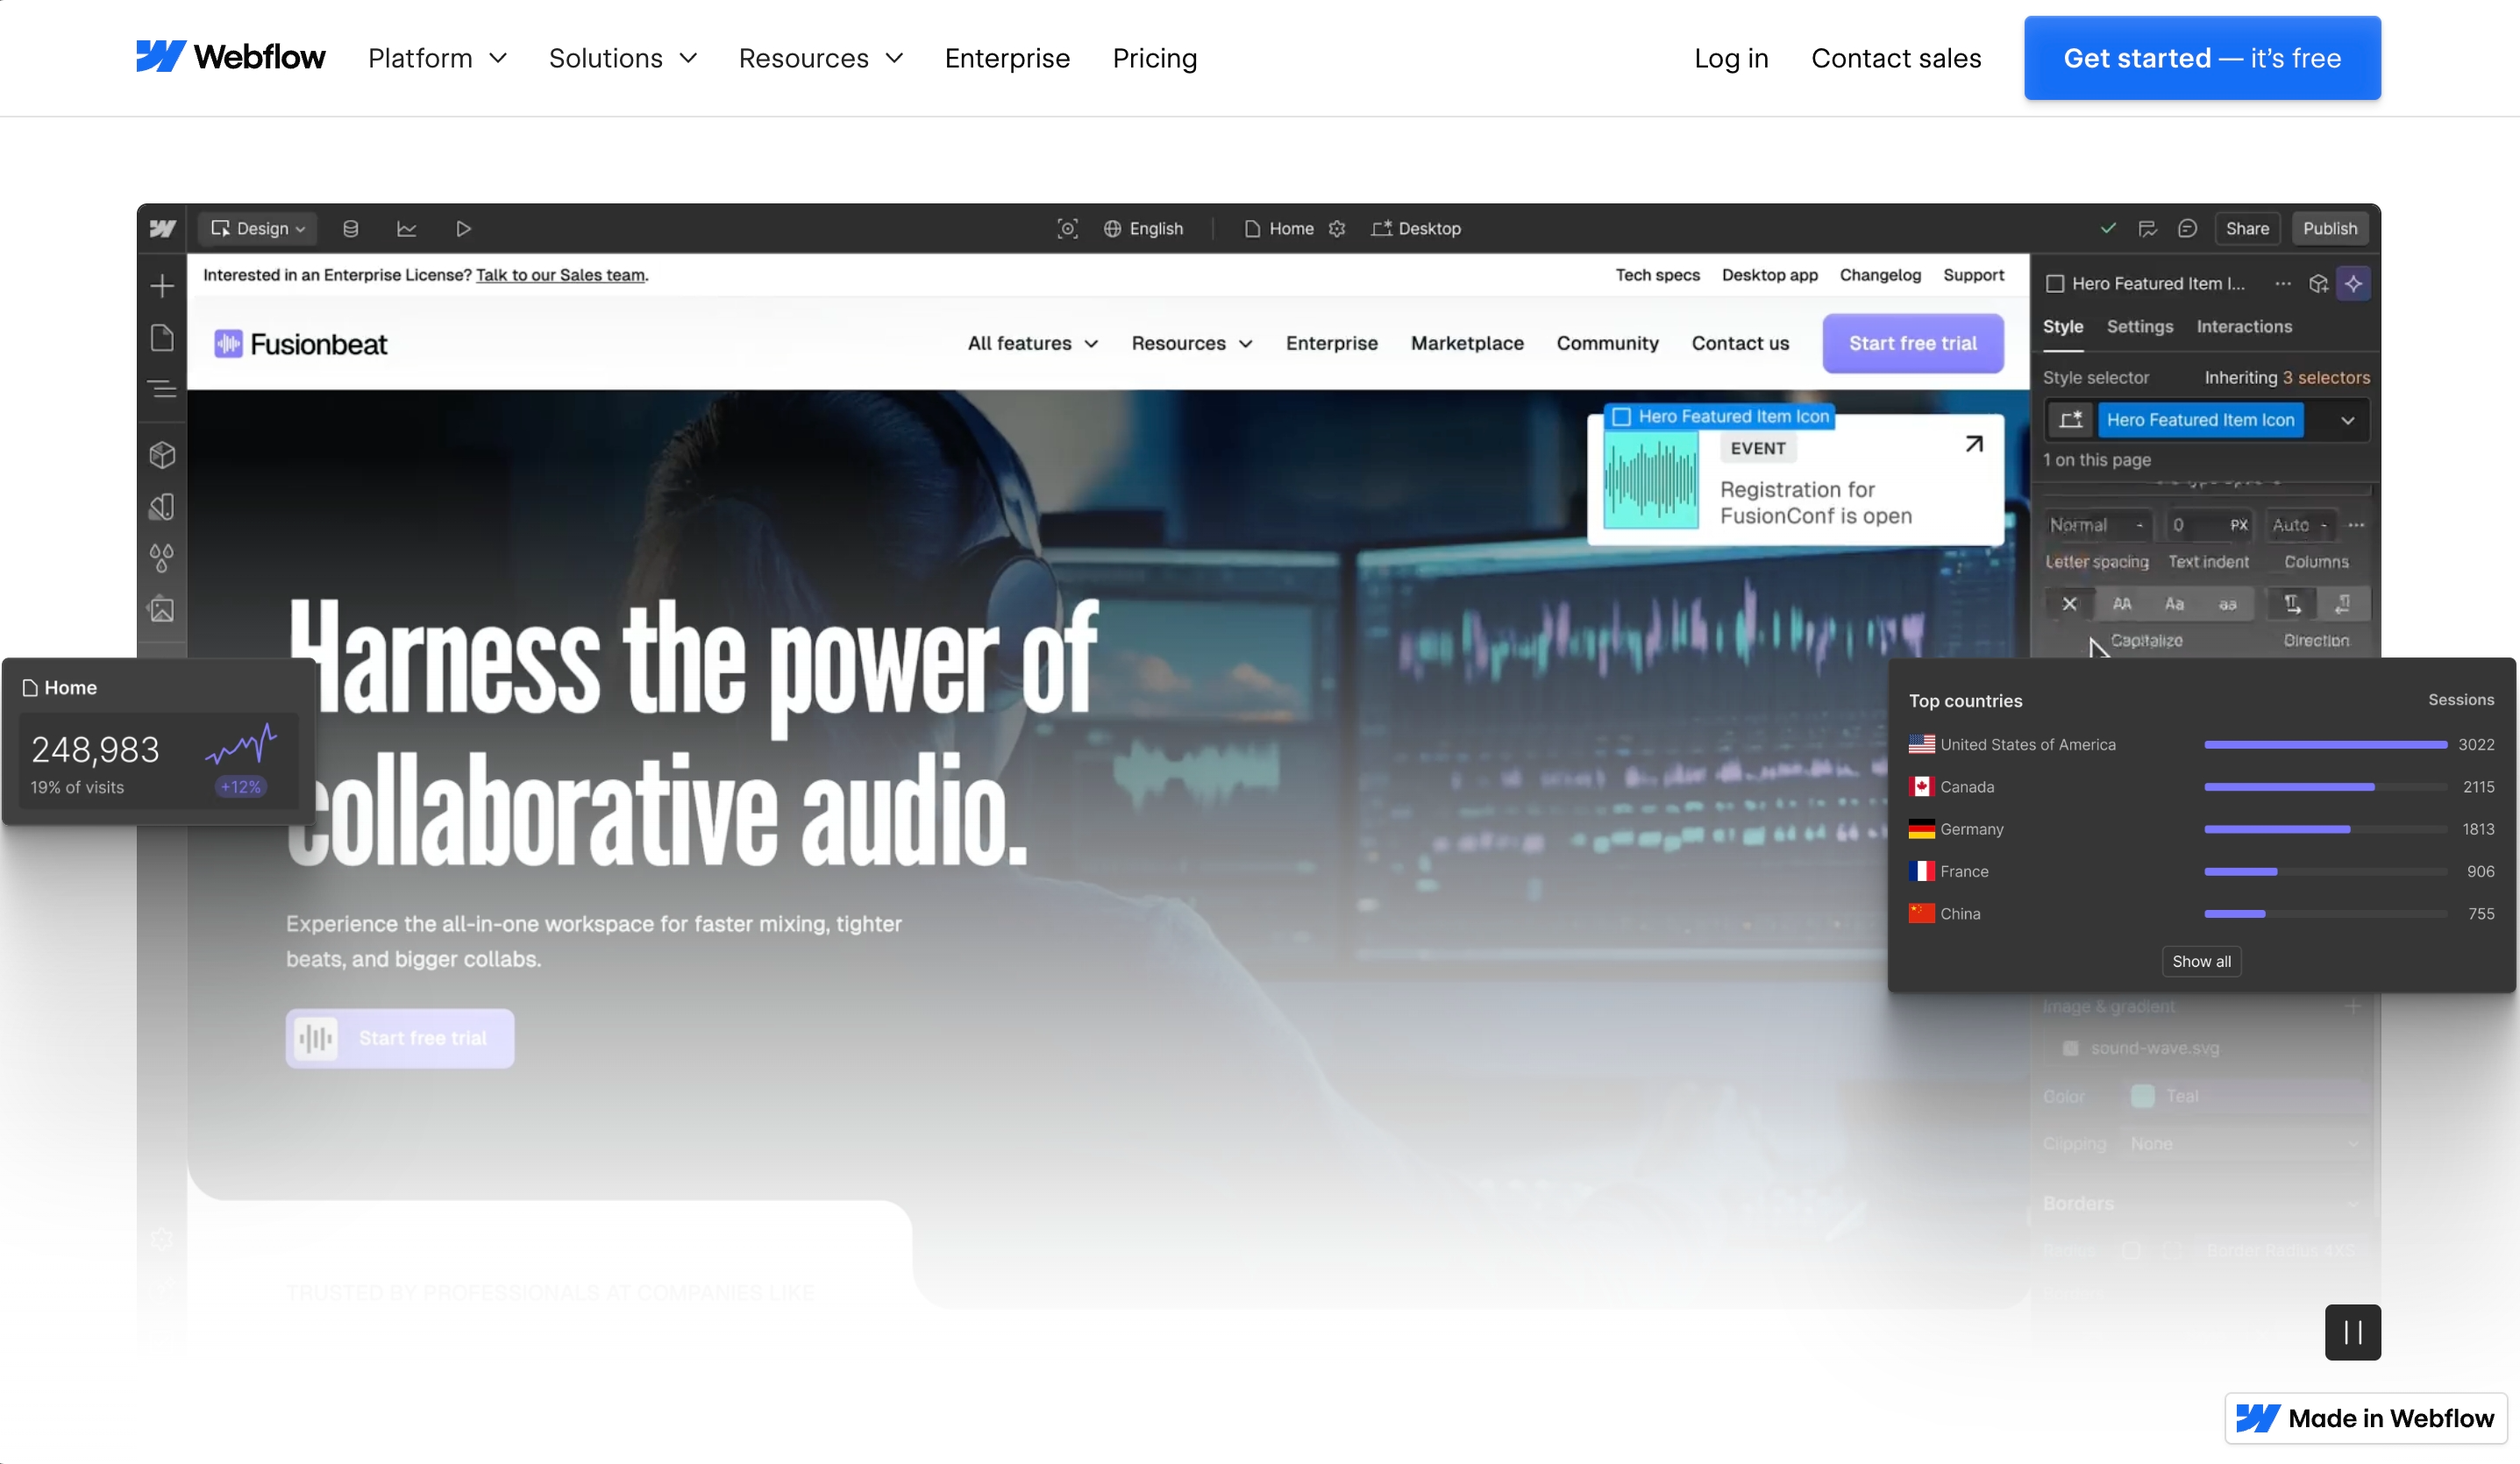 Webflow
Platform
Solutions
Resources
Enterprise
Pricing
Log in
Contact sales
Get started — it's free
Design
English
Home
Desktop
Share
Publish
Interested in an Enterprise License? Talk to our Sales team.
Tech specs
Desktop app
Changelog
Support
Fusionbeat
All features
Resources
Enterprise
Marketplace
Community
Contact us
Start free trial
Hero Featured Item Icon
EVENT
Registration for
FusionConf is open
Harness the power of
collaborative audio.
Experience the all-in-one workspace for faster mixing, tighter
beats, and bigger collabs.
Start free trial
TRUSTED BY PROFESSIONALS AT COMPANIES LIKE
Hero Featured Item I...
Style
Settings
Interactions
Style selector
Inheriting 3 selectors
Hero Featured Item Icon
1 on this page
Normal
0 PX
Auto
Letter spacing
Text indent
Columns
AA
Aa
aa
Capitalize
Direction
Home
248,983
19% of visits
+12%
Top countries
Sessions
United States of America 3022
Canada 2115
Germany 1813
France 906
China 755
Show all
Image & gradient
sound-wave.svg
Color
Teal
Clipping
None
Borders
Radius
Border Radius 4XS
Made in Webflow